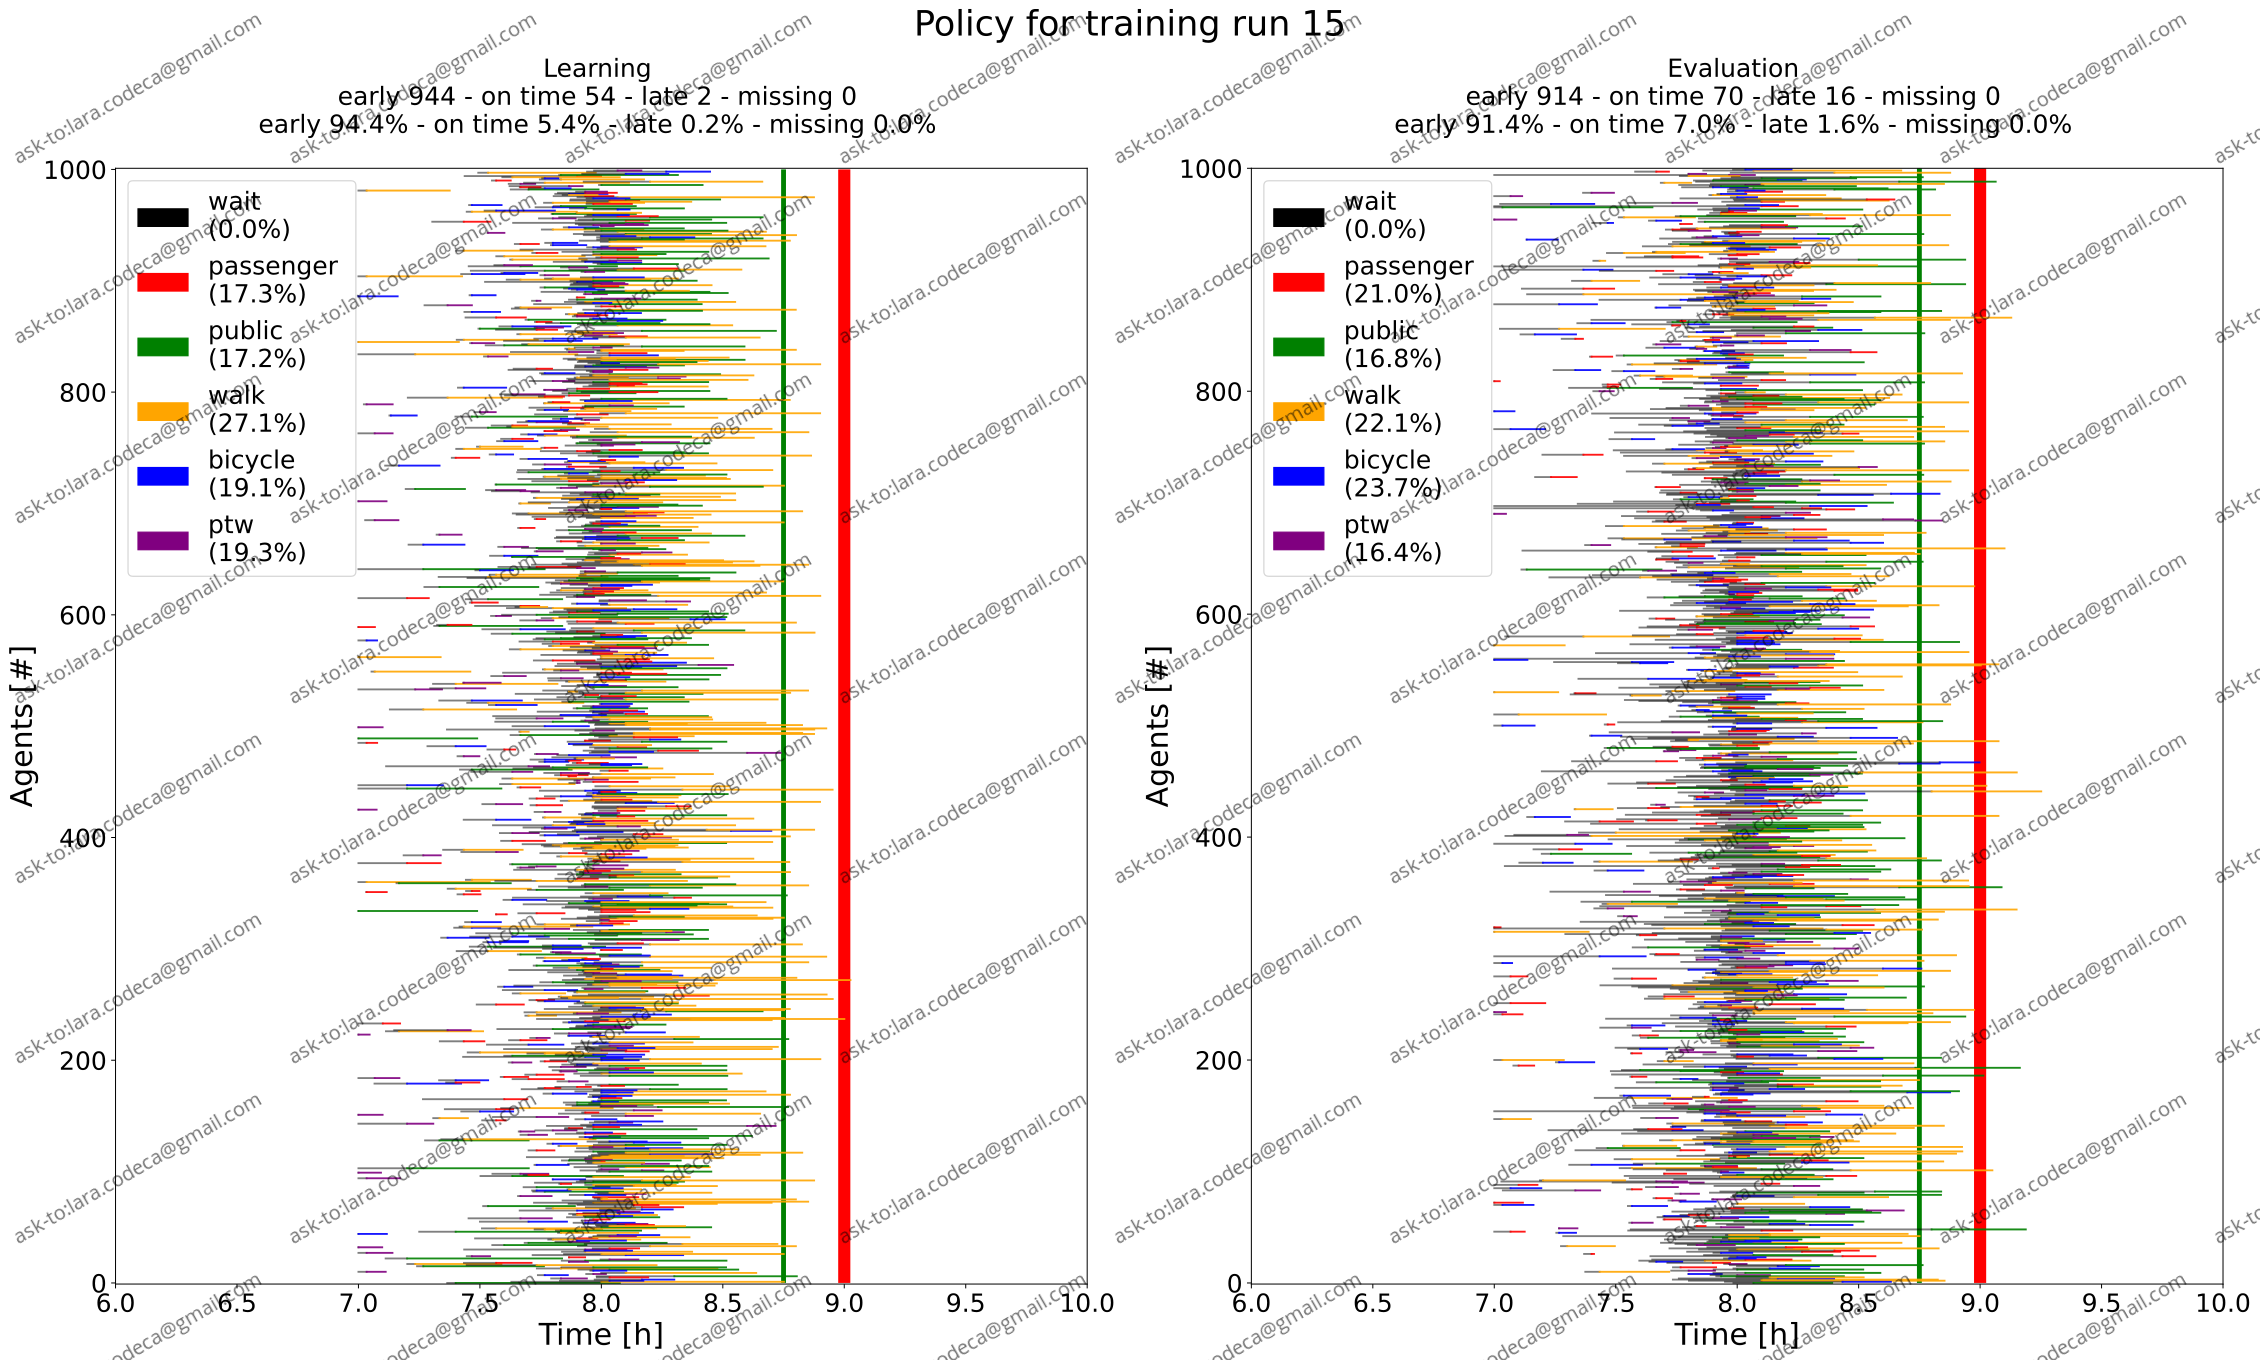 Policy for training run 15
Learning
early 944 - on time 54 - late 2 - missing 0
early 94.4% - on time 5.4% - late 0.2% - missing 0.0%
1000
800
600
400
200
0
Agents [#]
wait
(0.0%)
passenger
(17.3%)
public
(17.2%)
walk
(27.1%)
bicycle
(19.1%)
ptw
(19.3%)
6.0 6.5 7.0 7.5 8.0 8.5 9.0 9.5 10.0
Time [h]
Evaluation
early 914 - on time 70 - late 16 - missing 0
early 91.4% - on time 7.0% - late 1.6% - missing 0.0%
1000
800
600
400
200
0
Agents [#]
wait
(0.0%)
passenger
(21.0%)
public
(16.8%)
walk
(22.1%)
bicycle
(23.7%)
ptw
(16.4%)
6.0 6.5 7.0 7.5 8.0 8.5 9.0 9.5 10.0
Time [h]
ask-to:lara.codeca@gmail.com